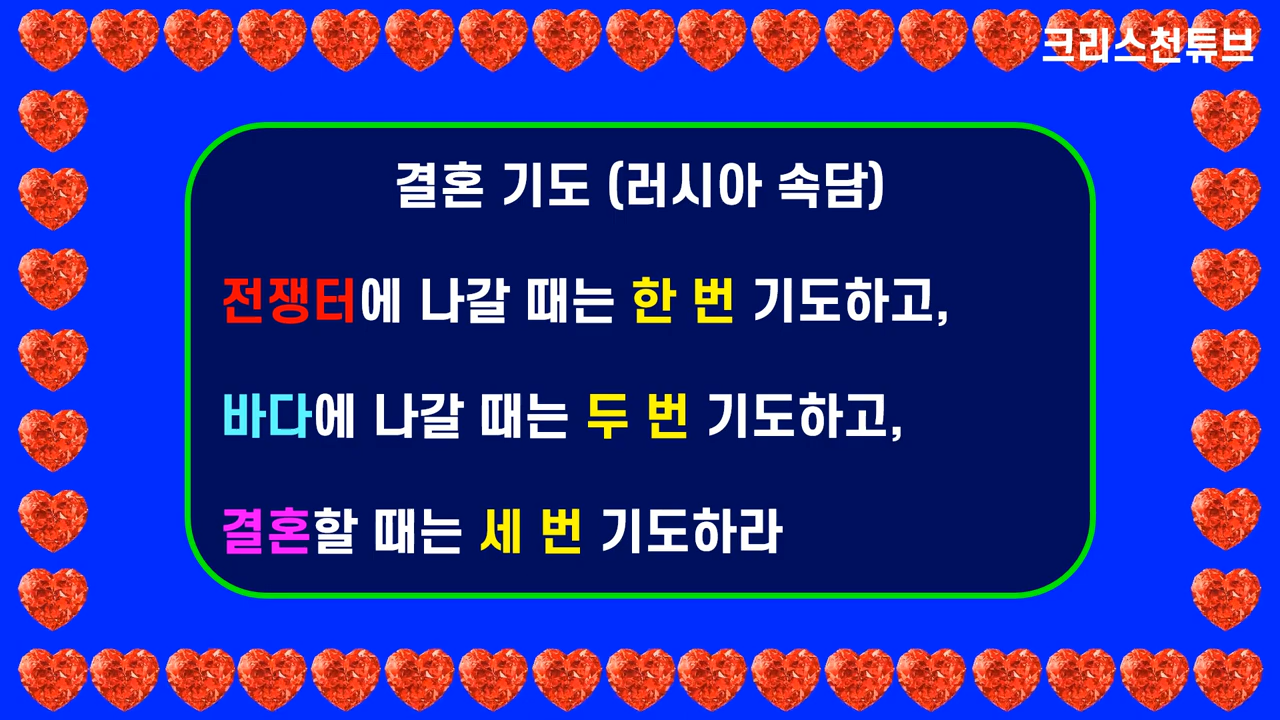 크리스천튜브
결혼 기도 (러시아 속담)
전쟁터에 나갈 때는 한 번 기도하고,
바다에 나갈 때는 두 번 기도하고,
결혼할 때는 세 번 기도하라